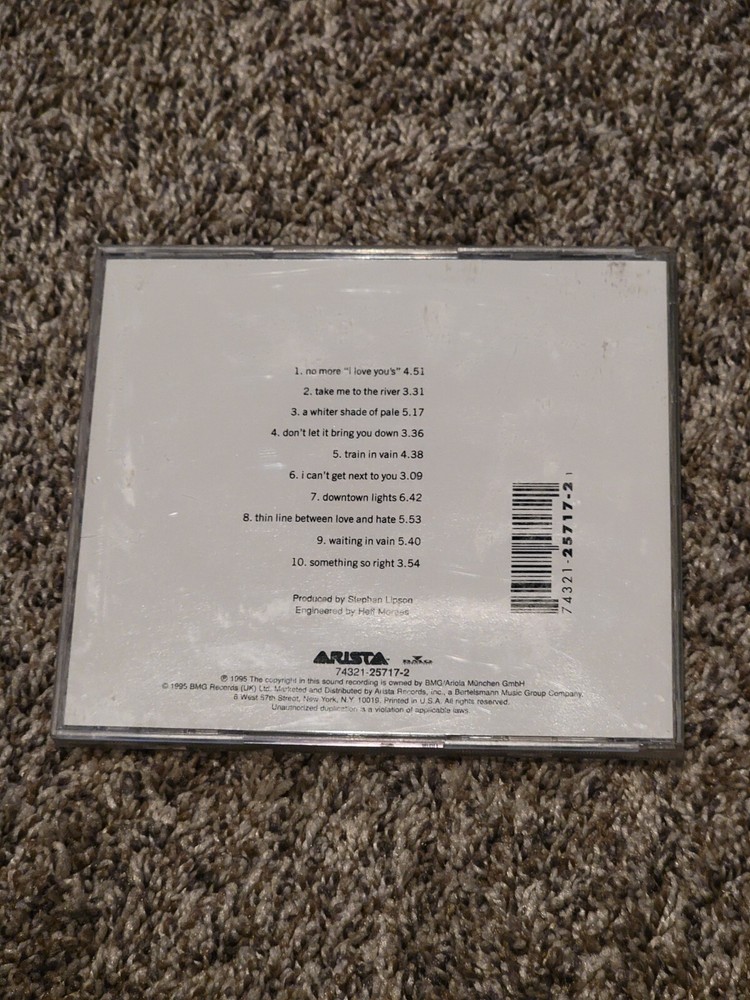 1. no more "i love you's" 4.51
2. take me to the river 3.31
3. a whiter shade of pale 5.17
4. don't let it bring you down 3.36
5. train in vain 4.38
6. i can't get next to you 3.09
7. downtown lights 6.42
8. thin line between love and hate 5.53
9. waiting in vain 5.40
10. something so right 3.54
Produced by Stephen Lipson
Engineered by Heff Moraes
74321-25717-2
ARISTA BMG
74321-25717-2
℗ 1995 The copyright in this sound recording is owned by BMG/Ariola München GmbH
© 1995 BMG Records (UK) Ltd. Marketed and Distributed by Arista Records, Inc., a Bertelsmann Music Group Company,
6 West 57th Street, New York, N.Y. 10019. Printed in U.S.A. All rights reserved.
Unauthorized duplication is a violation of applicable laws.